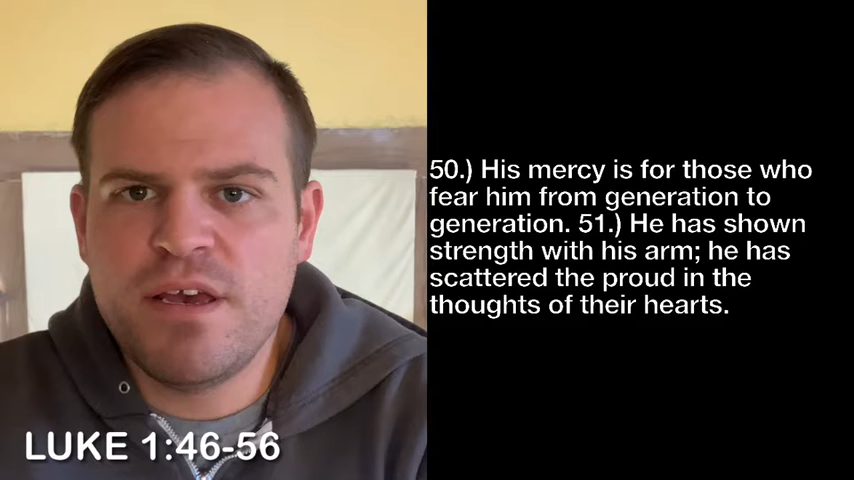 50.) His mercy is for those who
fear him from generation to
generation. 51.) He has shown
strength with his arm; he has
scattered the proud in the
thoughts of their hearts.
LUKE 1:46-56